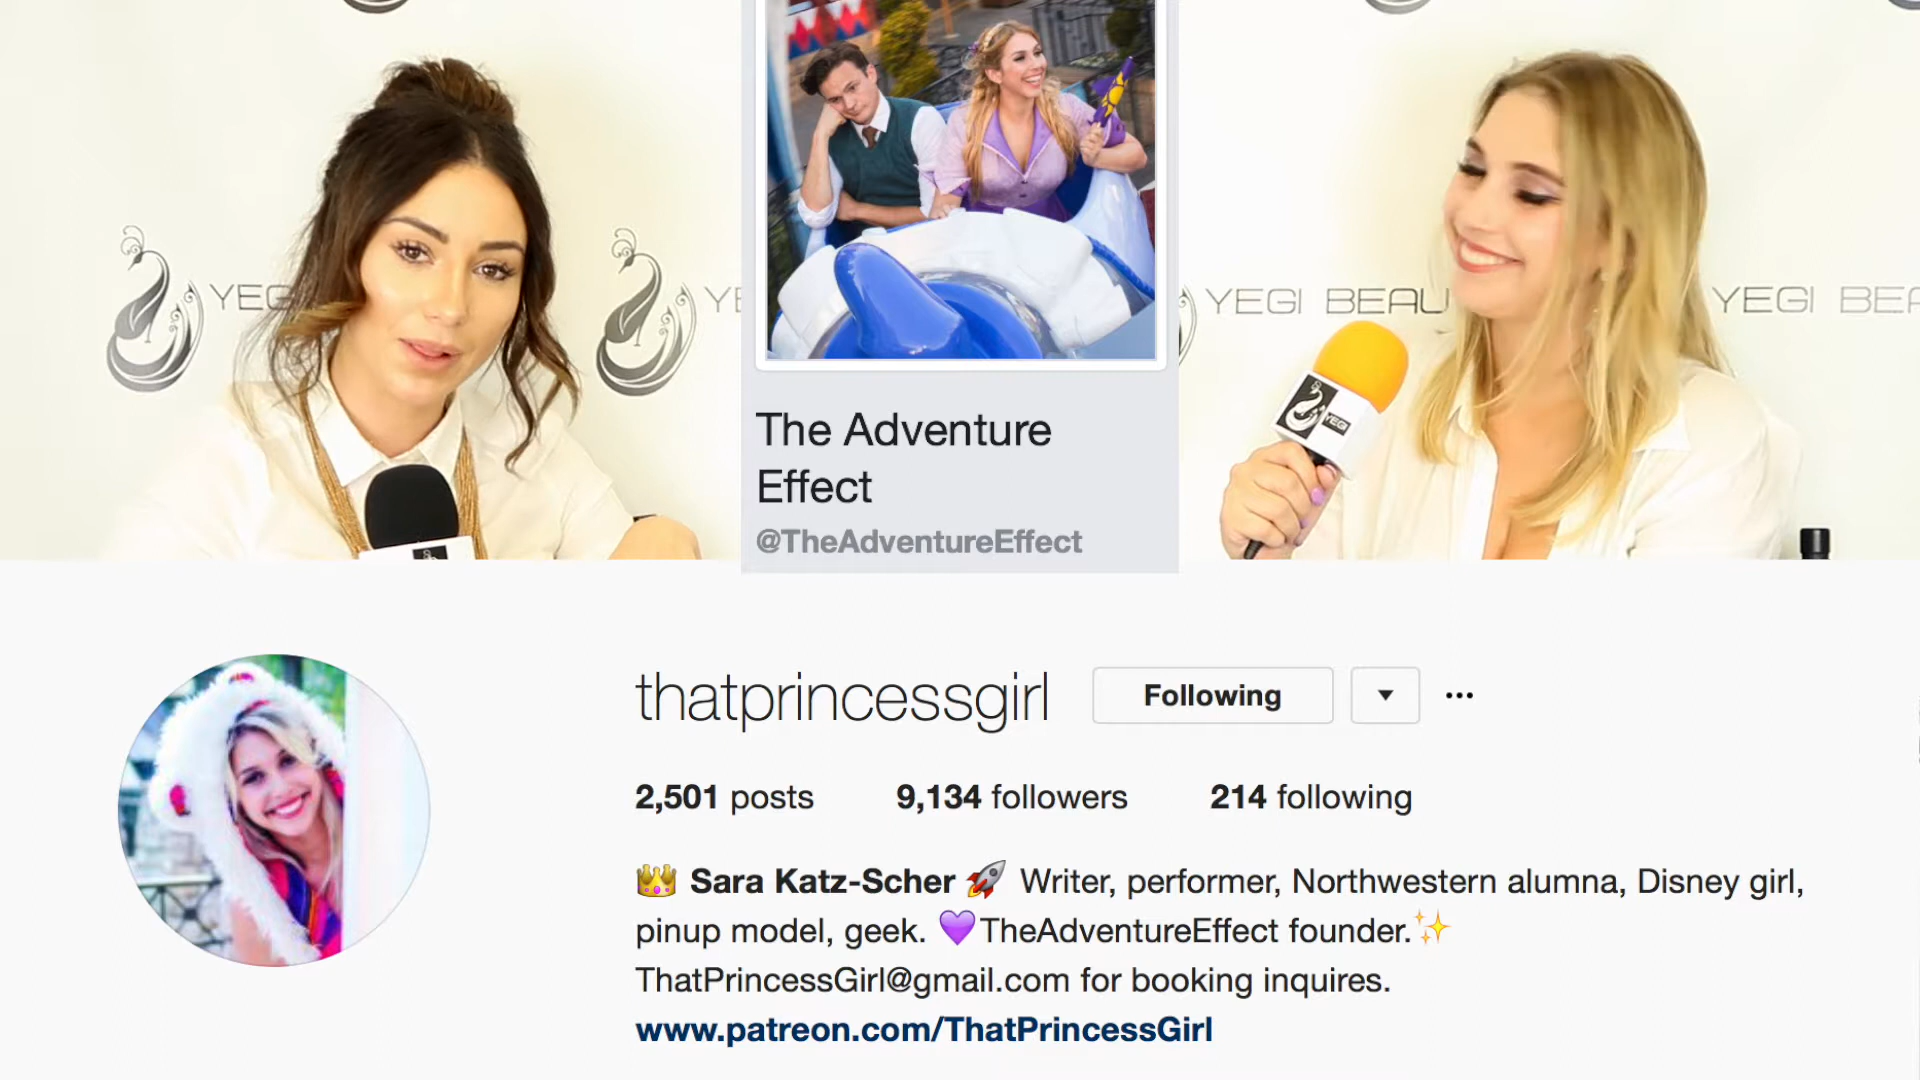 YEGI BEAU
YEGI BEA
YEGI
The Adventure
Effect
@TheAdventureEffect
thatprincessgirl Following
2,501 posts 9,134 followers 214 following
👑 Sara Katz-Scher 🚀 Writer, performer, Northwestern alumna, Disney girl,
pinup model, geek. 💜TheAdventureEffect founder.✨
ThatPrincessGirl@gmail.com for booking inquires.
www.patreon.com/ThatPrincessGirl